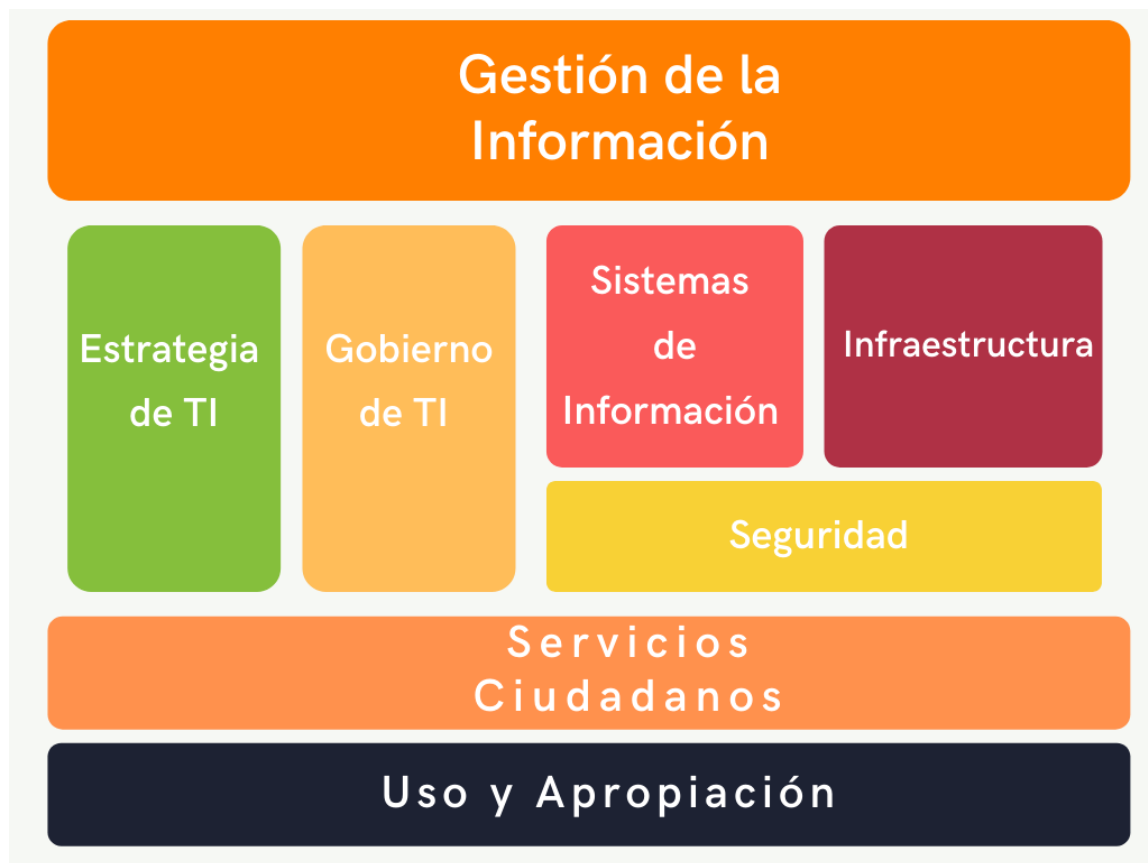 Gestión de la
Información
Estrategia
de TI
Gobierno
de TI
Sistemas
de
Información
Infraestructura
Seguridad
Servicios
Ciudadanos
Uso y Apropiación